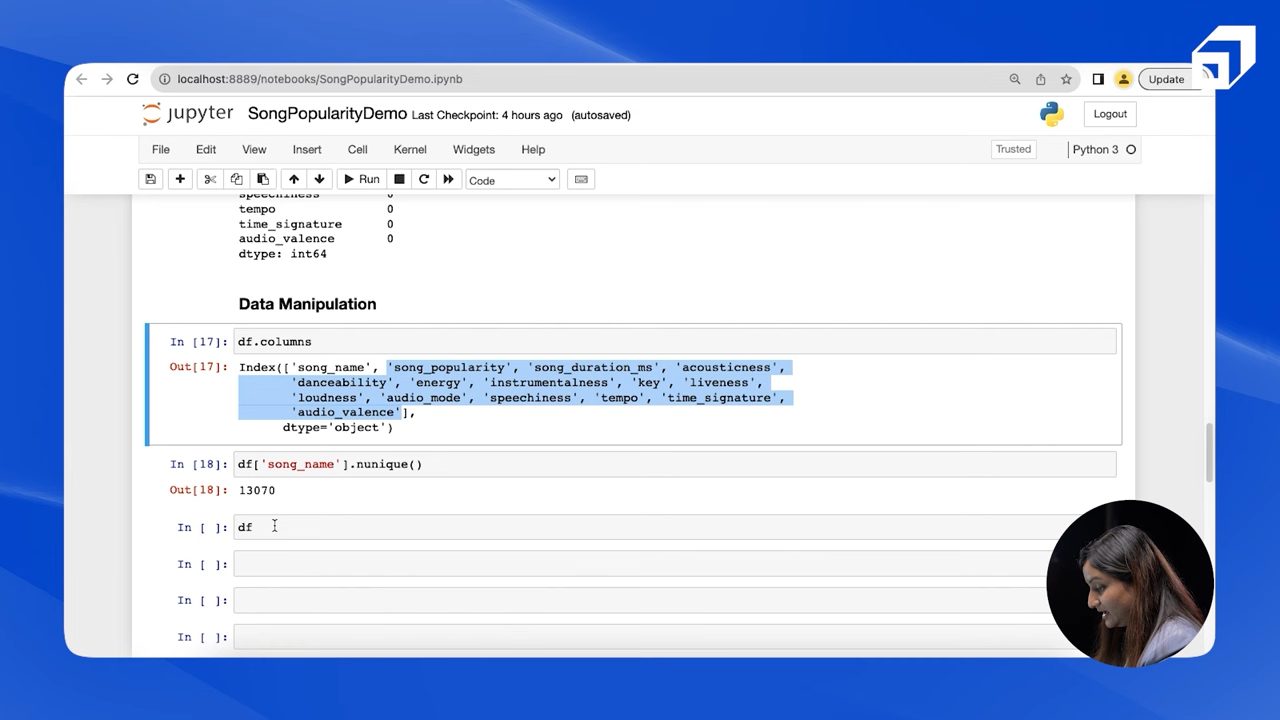 localhost:8889/notebooks/SongPopularityDemo.ipynb
Update
jupyter SongPopularityDemo Last Checkpoint: 4 hours ago (autosaved)
Logout
File Edit View Insert Cell Kernel Widgets Help
Trusted
Python 3
Run
Code
speechiness 0
tempo 0
time_signature 0
audio_valence 0
dtype: int64
Data Manipulation
In [17]: df.columns
Out[17]: Index(['song_name', 'song_popularity', 'song_duration_ms', 'acousticness',
'danceability', 'energy', 'instrumentalness', 'key', 'liveness',
'loudness', 'audio_mode', 'speechiness', 'tempo', 'time_signature',
'audio_valence'],
dtype='object')
In [18]: df['song_name'].nunique()
Out[18]: 13070
In [ ]: df
In [ ]:
In [ ]:
In [ ]: